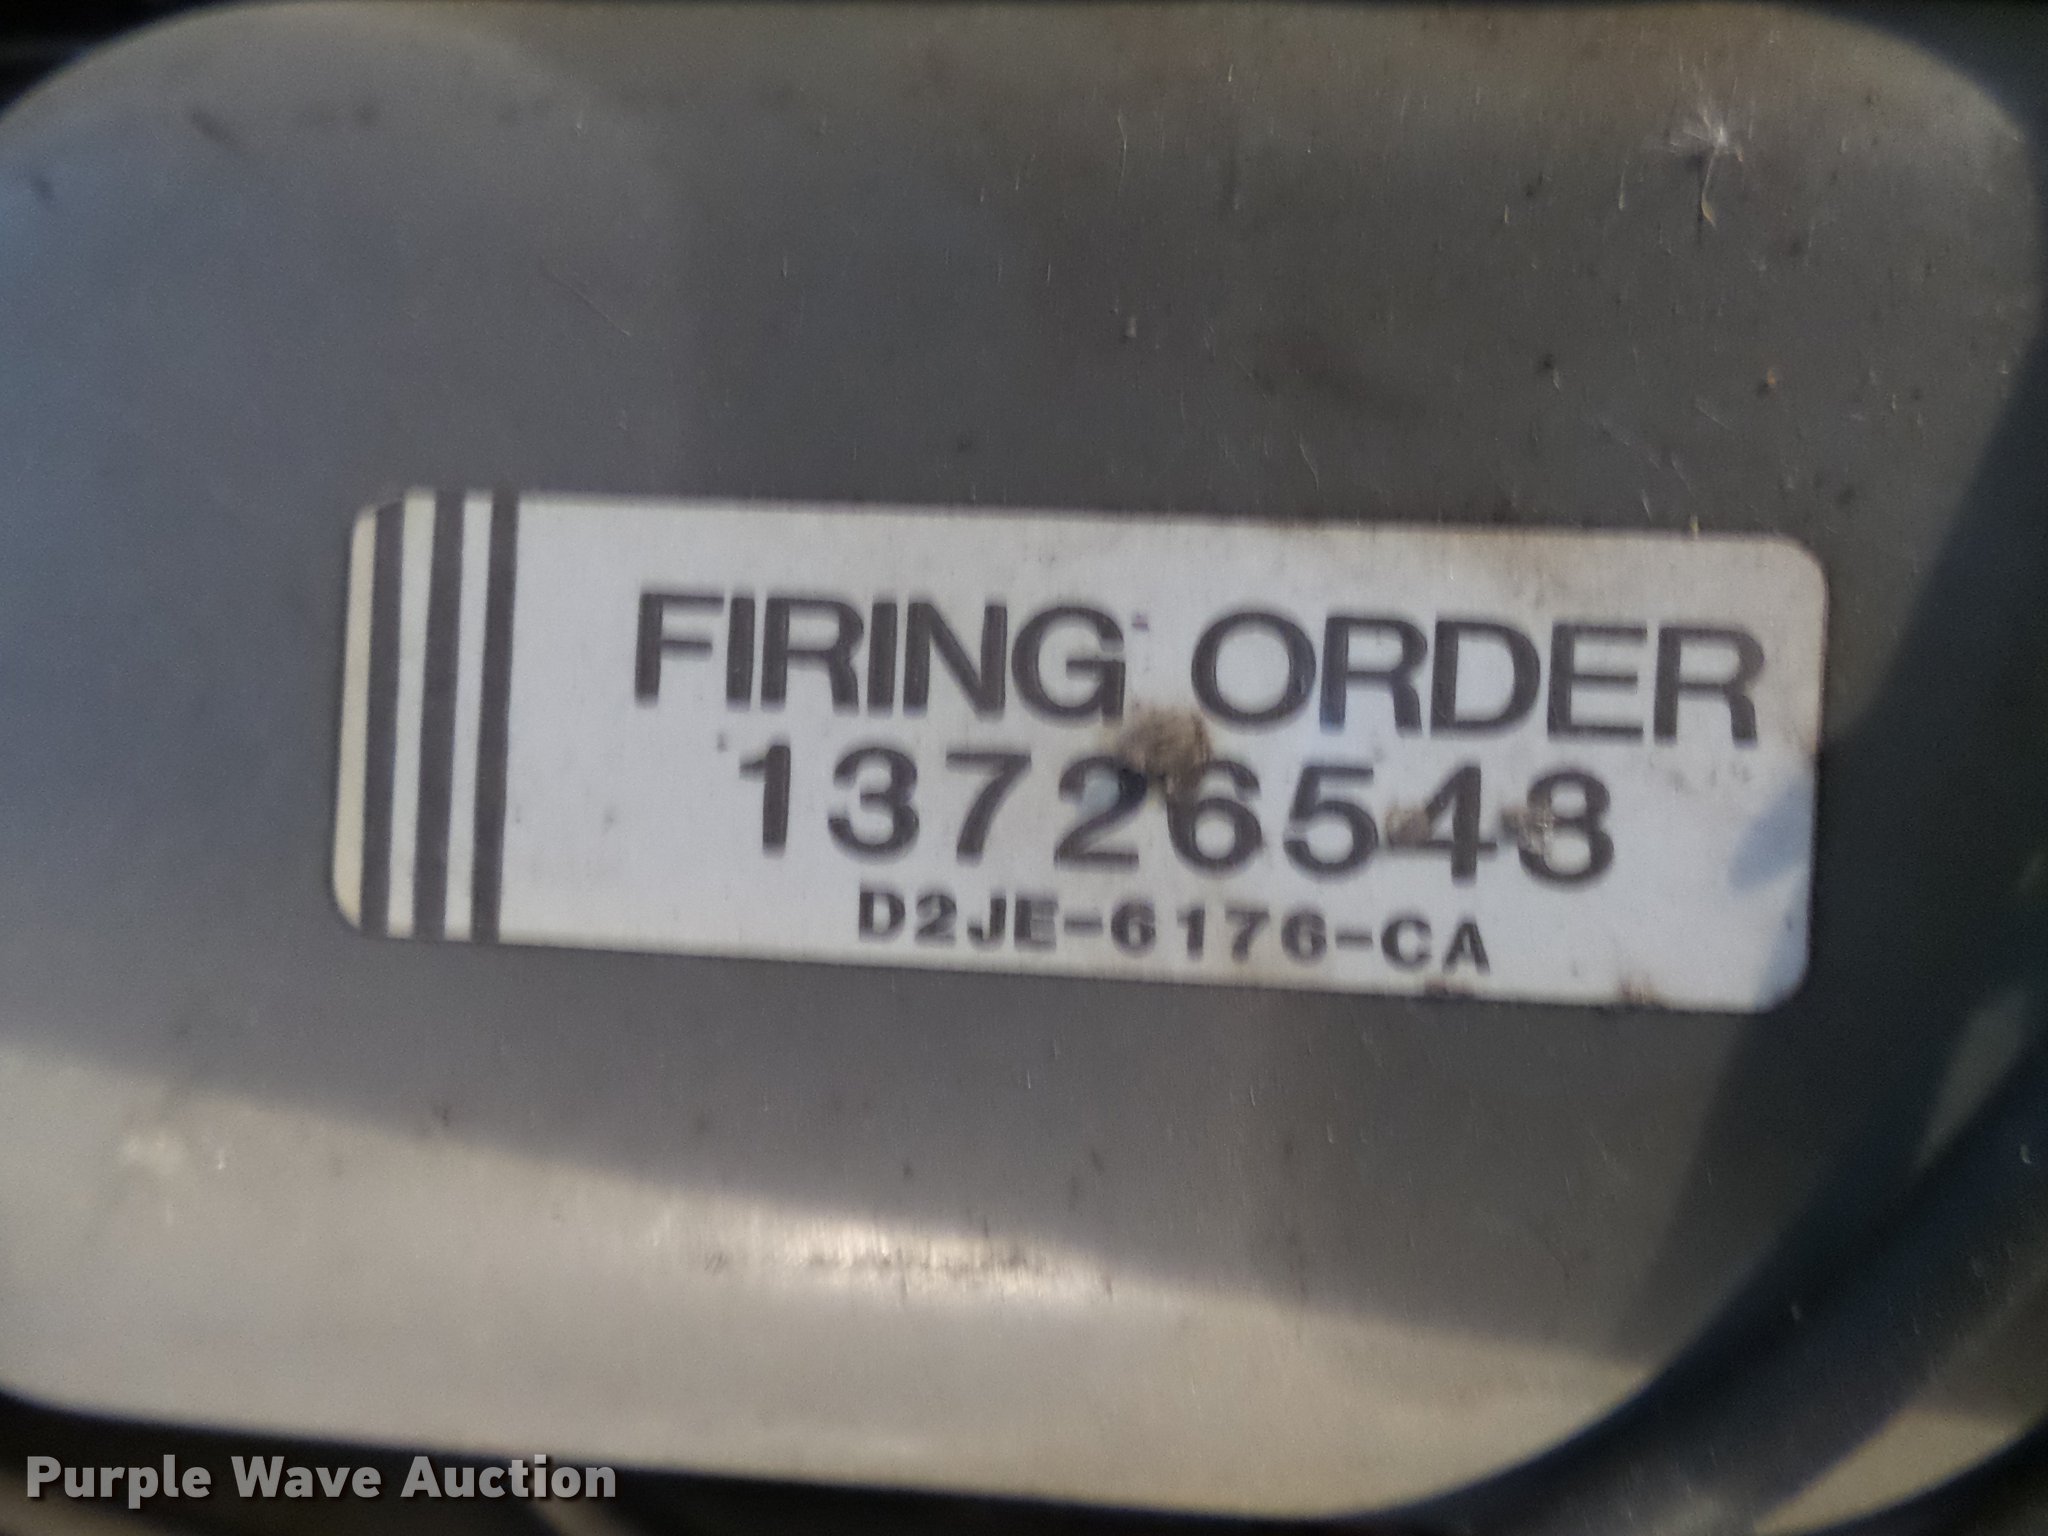 FIRING ORDER
13726548
D2JE-6176-CA
Purple Wave Auction